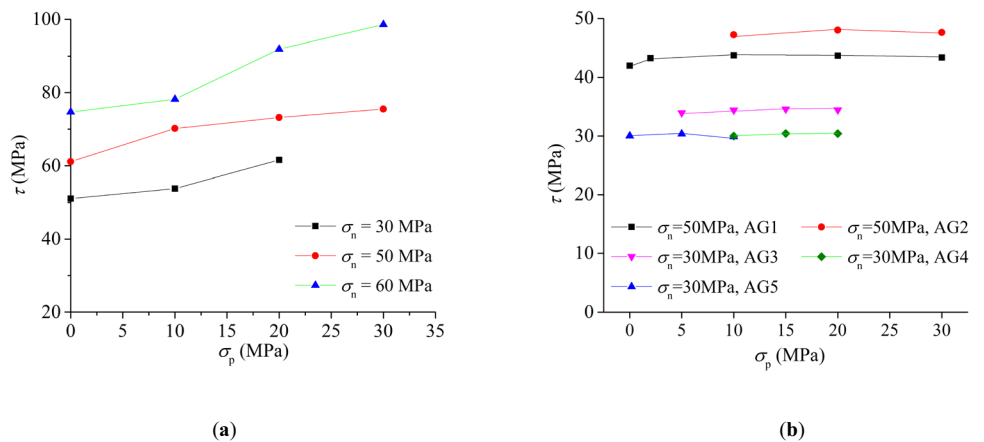 100
80
60
40
20
τ (MPa)
σn = 30 MPa
σn = 50 MPa
σn = 60 MPa
0 5 10 15 20 25 30 35
σp (MPa)
(a)
50
40
30
20
10
0
τ (MPa)
σn=50MPa, AG1 σn=50MPa, AG2
σn=30MPa, AG3 σn=30MPa, AG4
σn=30MPa, AG5
0 5 10 15 20 30
σp (MPa)
(b)